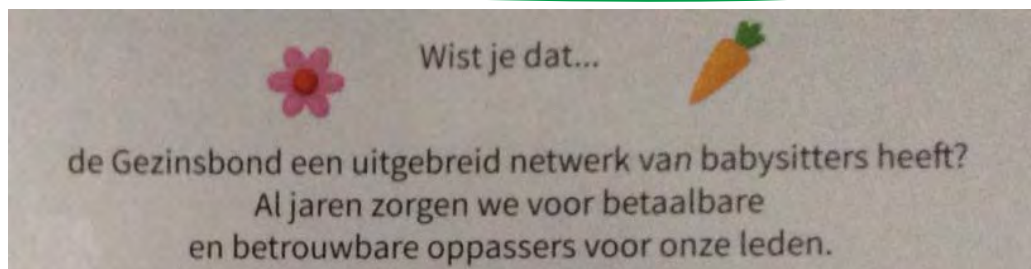 Wist je dat...
de Gezinsbond een uitgebreid netwerk van babysitters heeft?
Al jaren zorgen we voor betaalbare
en betrouwbare oppassers voor onze leden.